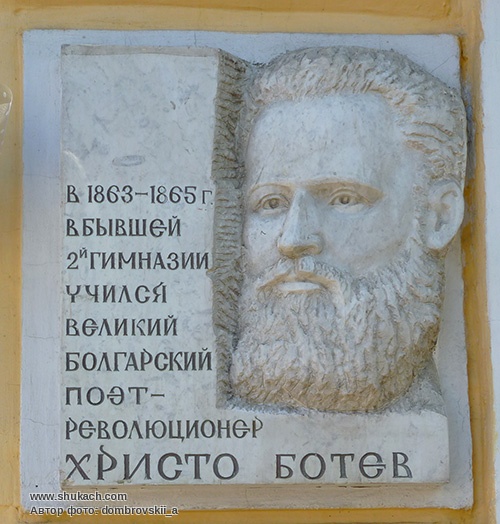 В 1863–1865 г.
В БЫВШЕЙ
2Й ГИМНАЗИИ
УЧИЛСЯ
ВЕЛИКИЙ
БОЛГАРСКИЙ
ПОЭТ–
РЕВОЛЮЦИОНЕР
ХРИСТО БОТЕВ
www.shukach.com
Автор фото: dombrovskii_a